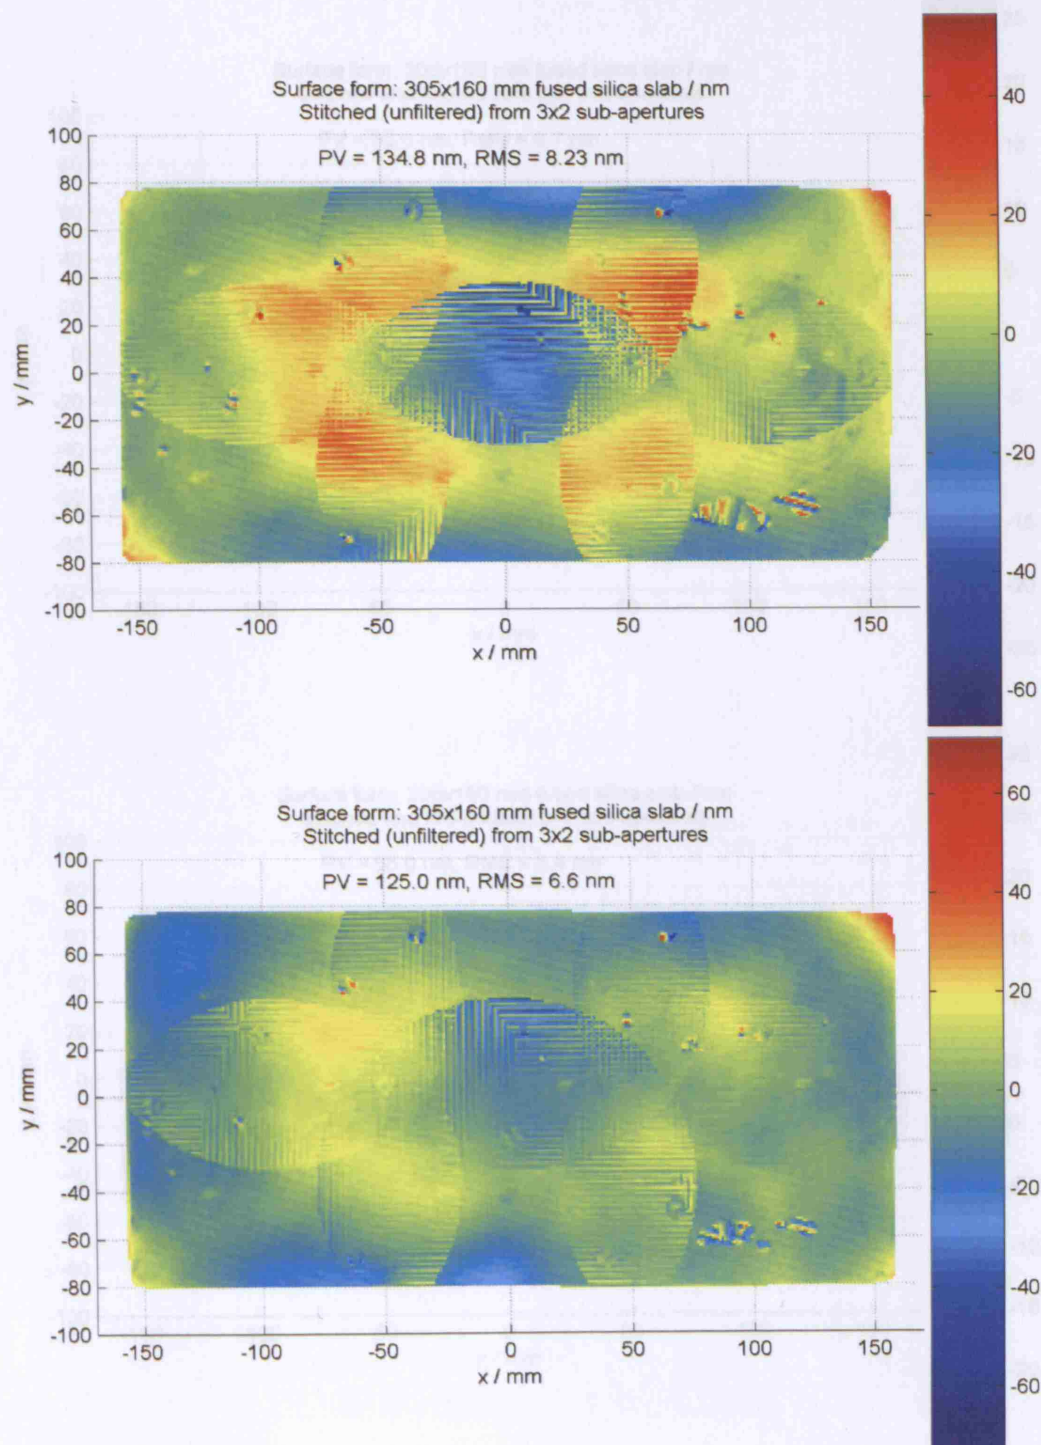 Surface form: 305x160 mm fused silica slab / nm
Stitched (unfiltered) from 3x2 sub-apertures
PV = 134.8 nm, RMS = 8.23 nm
100
80
60
40
20
0
-20
-40
-60
-80
-100
y / mm
-150 -100 -50 0 50 100 150
x / mm
40
20
0
-20
-40
-60
Surface form: 305x160 mm fused silica slab / nm
Stitched (unfiltered) from 3x2 sub-apertures
PV = 125.0 nm, RMS = 6.6 nm
100
80
60
40
20
0
-20
-40
-60
-80
-100
y / mm
-150 -100 -50 0 50 100 150
x / mm
60
40
20
0
-20
-40
-60